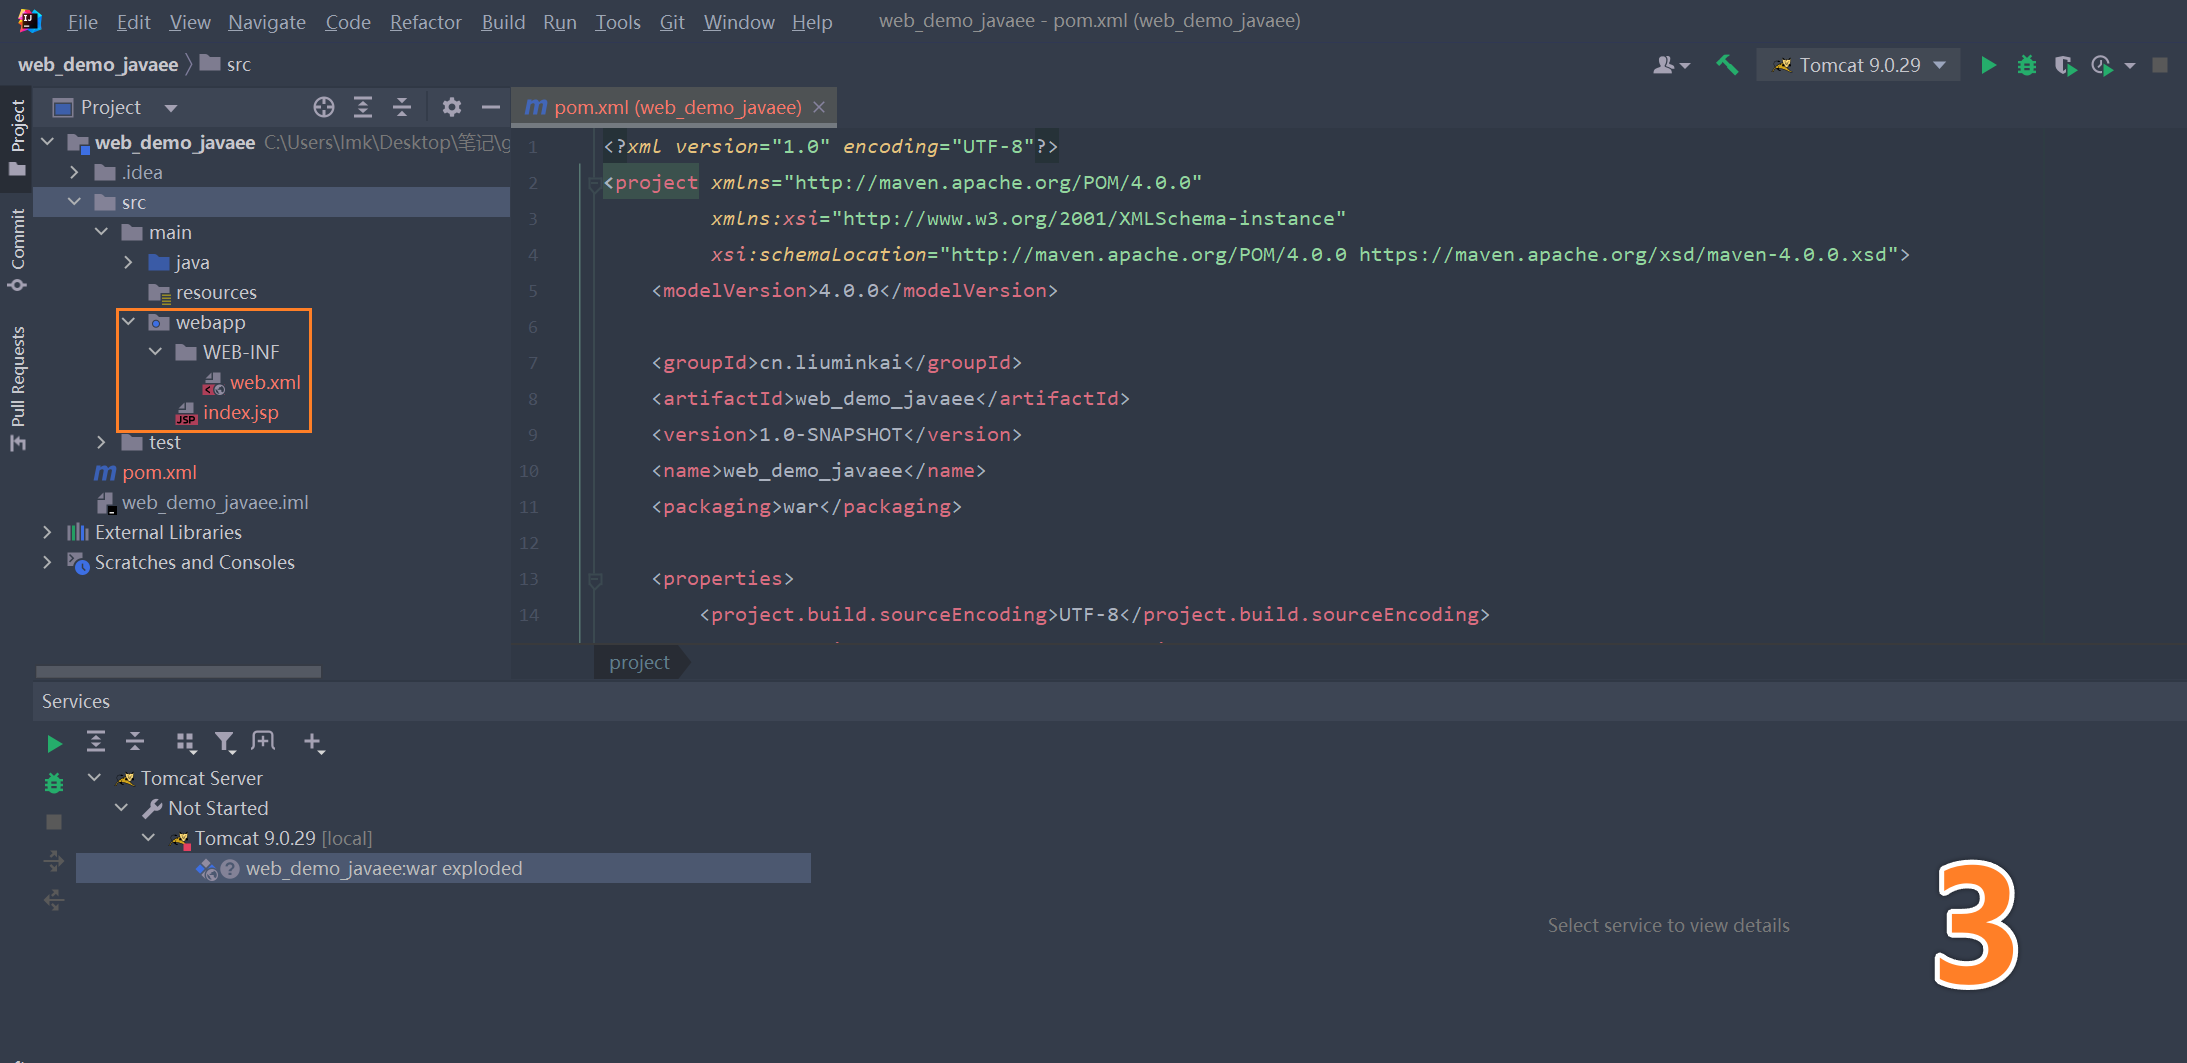 File Edit View Navigate Code Refactor Build Run Tools Git Window Help web_demo_javaee - pom.xml (web_demo_javaee)
web_demo_javaee src
Tomcat 9.0.29
Project
Commit
Pull Requests
Project
web_demo_javaee C:\Users\lmk\Desktop\笔记\g
.idea
src
main
java
resources
webapp
WEB-INF
web.xml
index.jsp
test
pom.xml
web_demo_javaee.iml
External Libraries
Scratches and Consoles
pom.xml (web_demo_javaee)
1 <?xml version="1.0" encoding="UTF-8"?>
2 <project xmlns="http://maven.apache.org/POM/4.0.0"
3 xmlns:xsi="http://www.w3.org/2001/XMLSchema-instance"
4 xsi:schemaLocation="http://maven.apache.org/POM/4.0.0 https://maven.apache.org/xsd/maven-4.0.0.xsd">
5 <modelVersion>4.0.0</modelVersion>
6
7 <groupId>cn.liuminkai</groupId>
8 <artifactId>web_demo_javaee</artifactId>
9 <version>1.0-SNAPSHOT</version>
10 <name>web_demo_javaee</name>
11 <packaging>war</packaging>
12
13 <properties>
14 <project.build.sourceEncoding>UTF-8</project.build.sourceEncoding>
project
Services
Tomcat Server
Not Started
Tomcat 9.0.29 [local]
web_demo_javaee:war exploded
Select service to view details
3